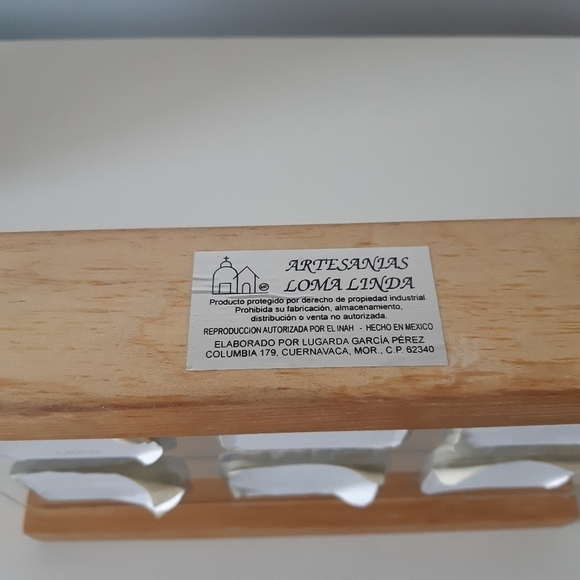 ARTESANIAS
LOMA LINDA
Producto protegido por derecho de propiedad industrial.
Prohibida su fabricación, almacenamiento,
distribución o venta no autorizada.
REPRODUCCION AUTORIZADA POR EL INAH - HECHO EN MEXICO
ELABORADO POR LUGARDA GARCÍA PÉREZ
COLUMBIA 179, CUERNAVACA, MOR., C.P. 62340